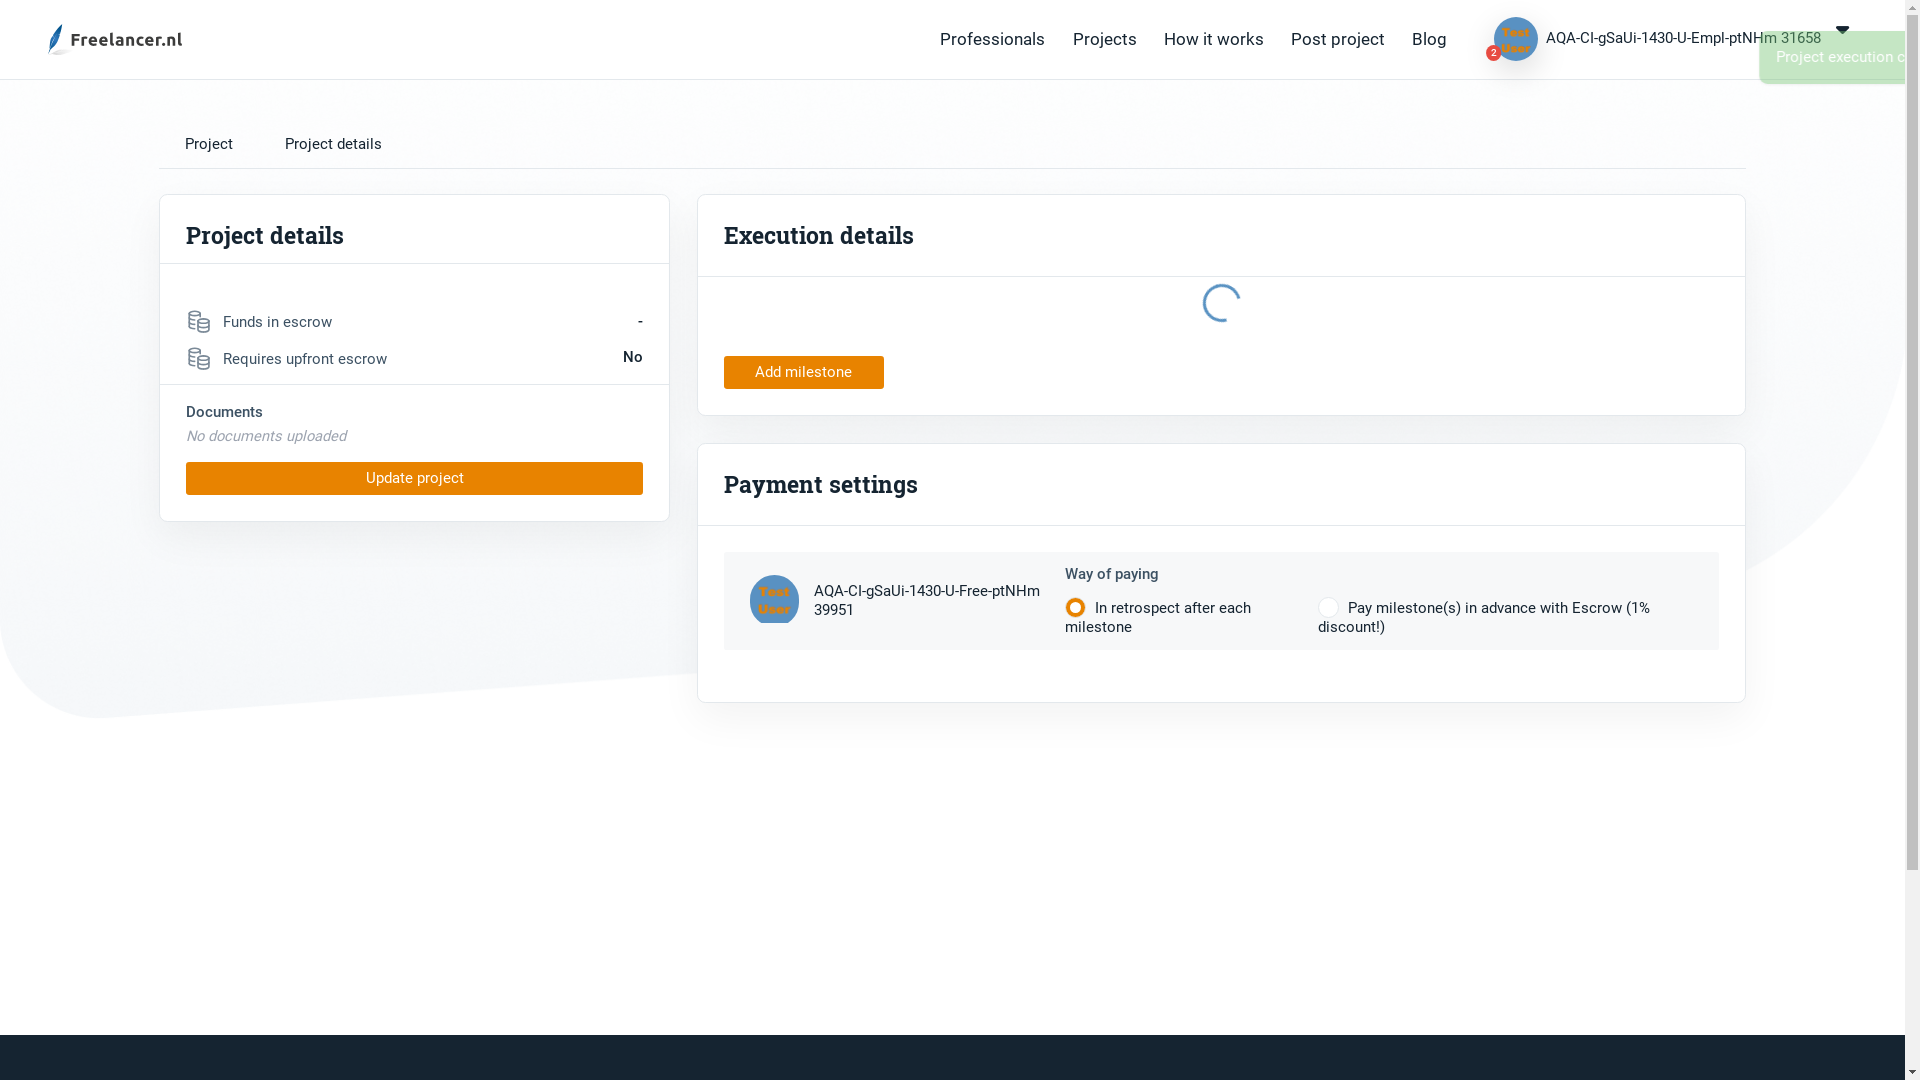 Freelancer.nl
Professionals
Projects
How it works
Post project
Blog
Test
User
2
AQA-CI-gSaUi-1430-U-Empl-ptNHm 31658
Project execution c
Project
Project details
Project details
Funds in escrow
-
Requires upfront escrow
No
Documents
No documents uploaded
Update project
Execution details
Add milestone
Payment settings
Test
User
AQA-CI-gSaUi-1430-U-Free-ptNHm
39951
Way of paying
In retrospect after each
milestone
Pay milestone(s) in advance with Escrow (1%
discount!)